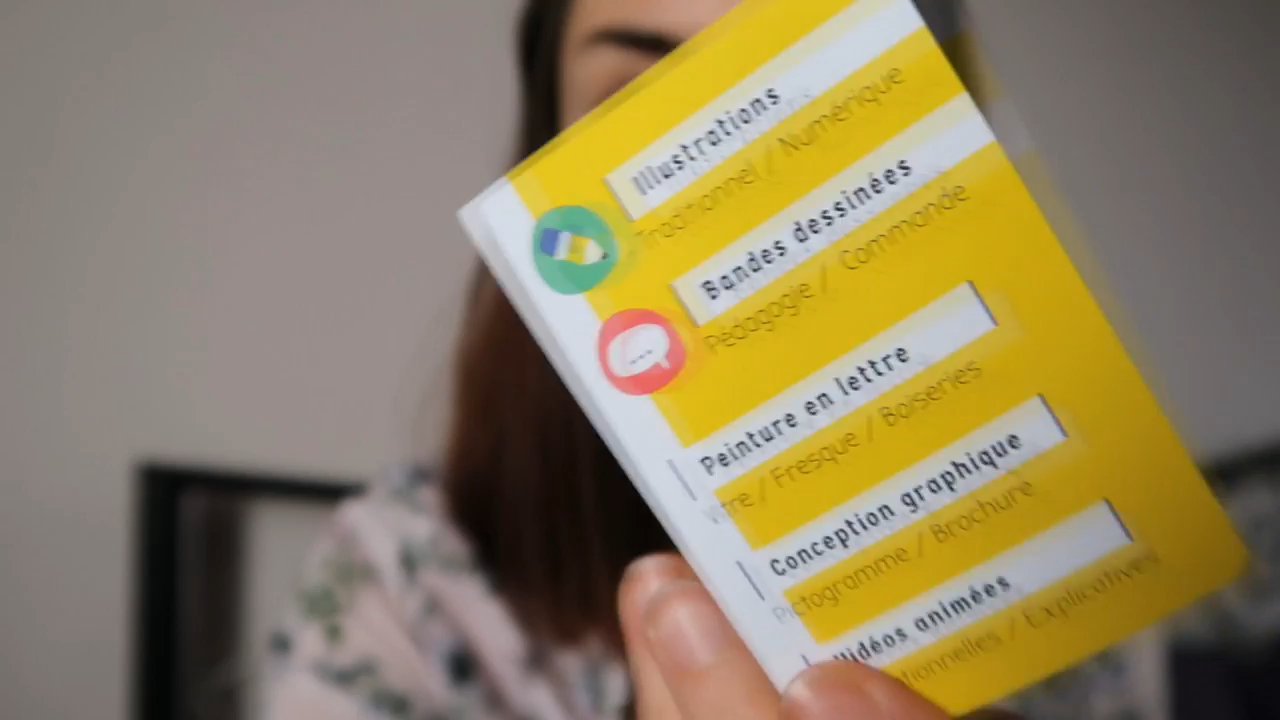 Illustrations
Traditionnel / Numérique
Bandes dessinées
Pédagogie / Commande
Peinture en lettre
/ Fresque / Boiseries
Conception graphique
Pictogramme / Brochure
Vidéos animées
/ Explicatives